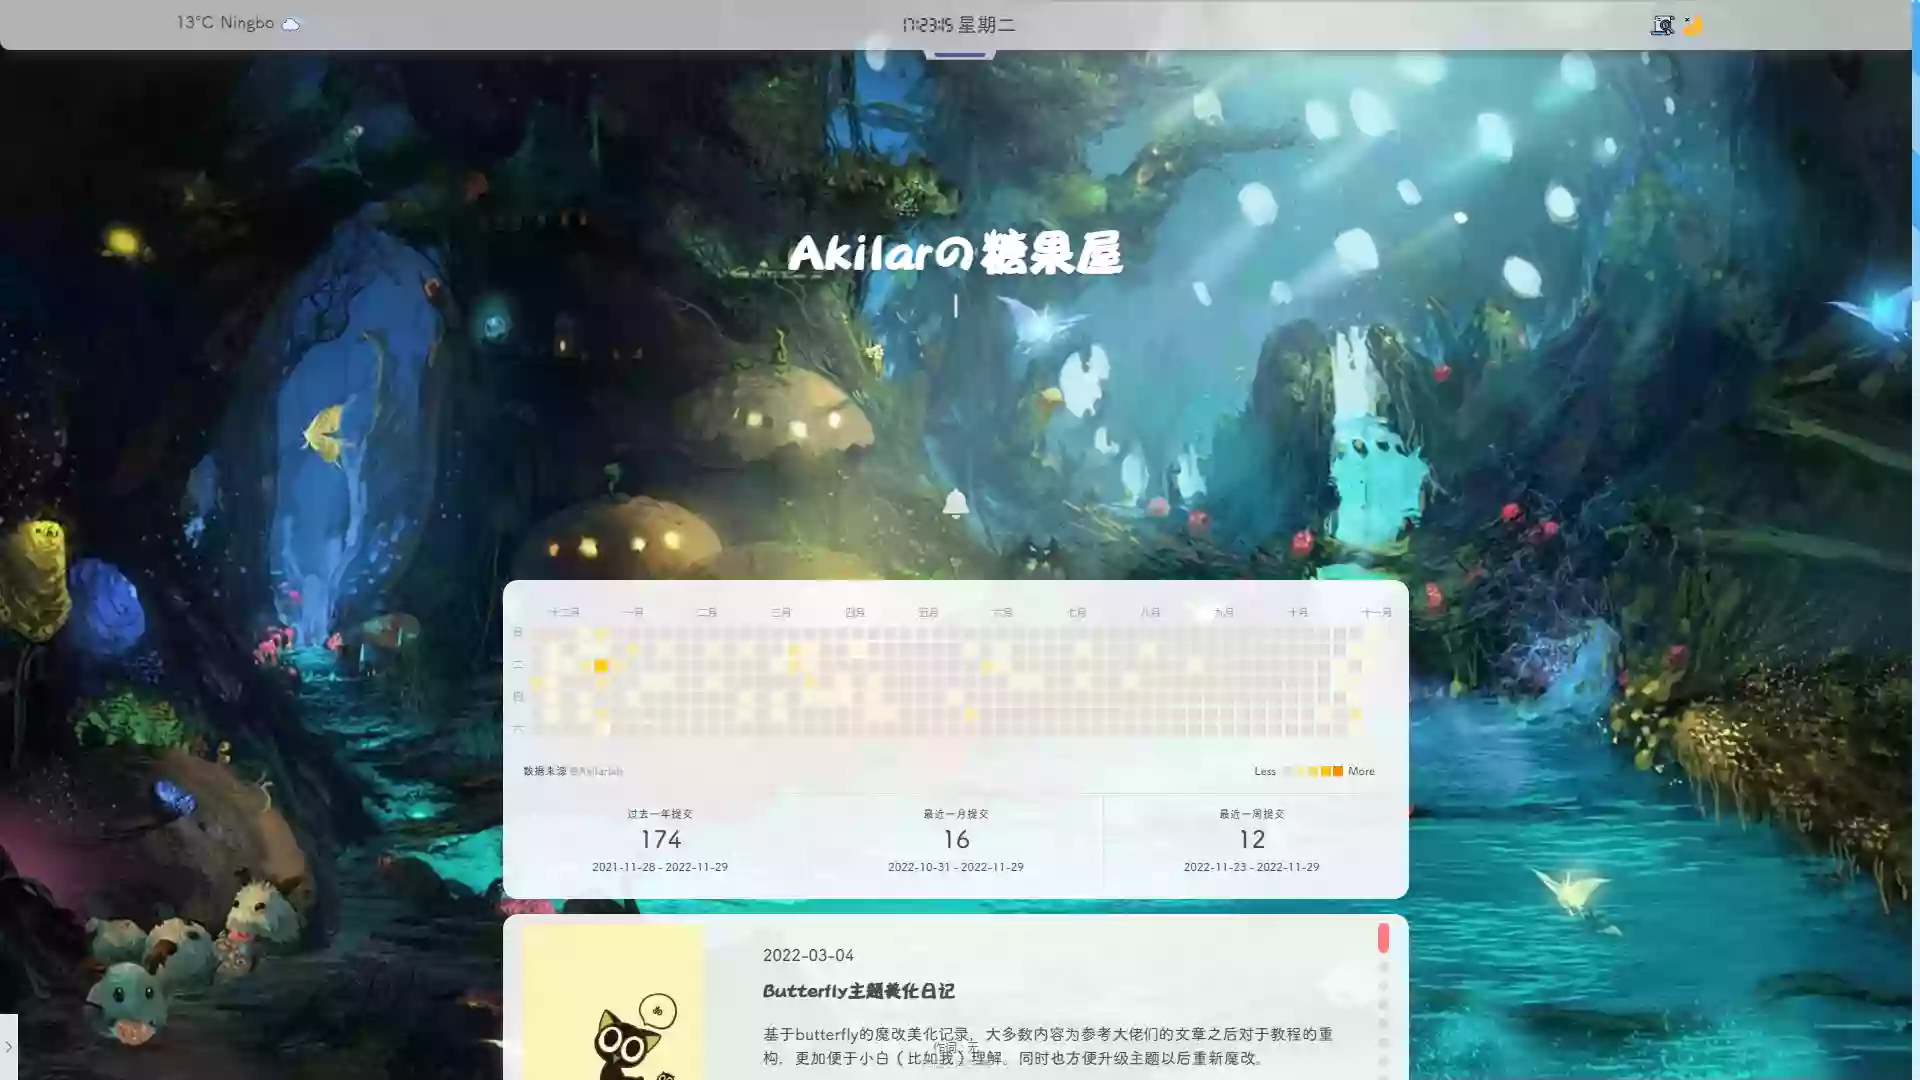 13°C Ningbo
17:23:15 星期二
Akilarの糖果屋
十二月 一月 二月 三月 四月 五月 六月 七月 八月 九月 十月 十一月
日
二
四
六
数据来源 @Akilarlxh
Less More
过去一年提交
174
2021-11-28 - 2022-11-29
最近一月提交
16
2022-10-31 - 2022-11-29
最近一周提交
12
2022-11-23 - 2022-11-29
2022-03-04
Butterfly主题美化日记
基于butterfly的魔改美化记录，大多数内容为参考大佬们的文章之后对于教程的重
构，更加便于小白（比如我）理解。同时也方便升级主题以后重新魔改。
作词 : 无